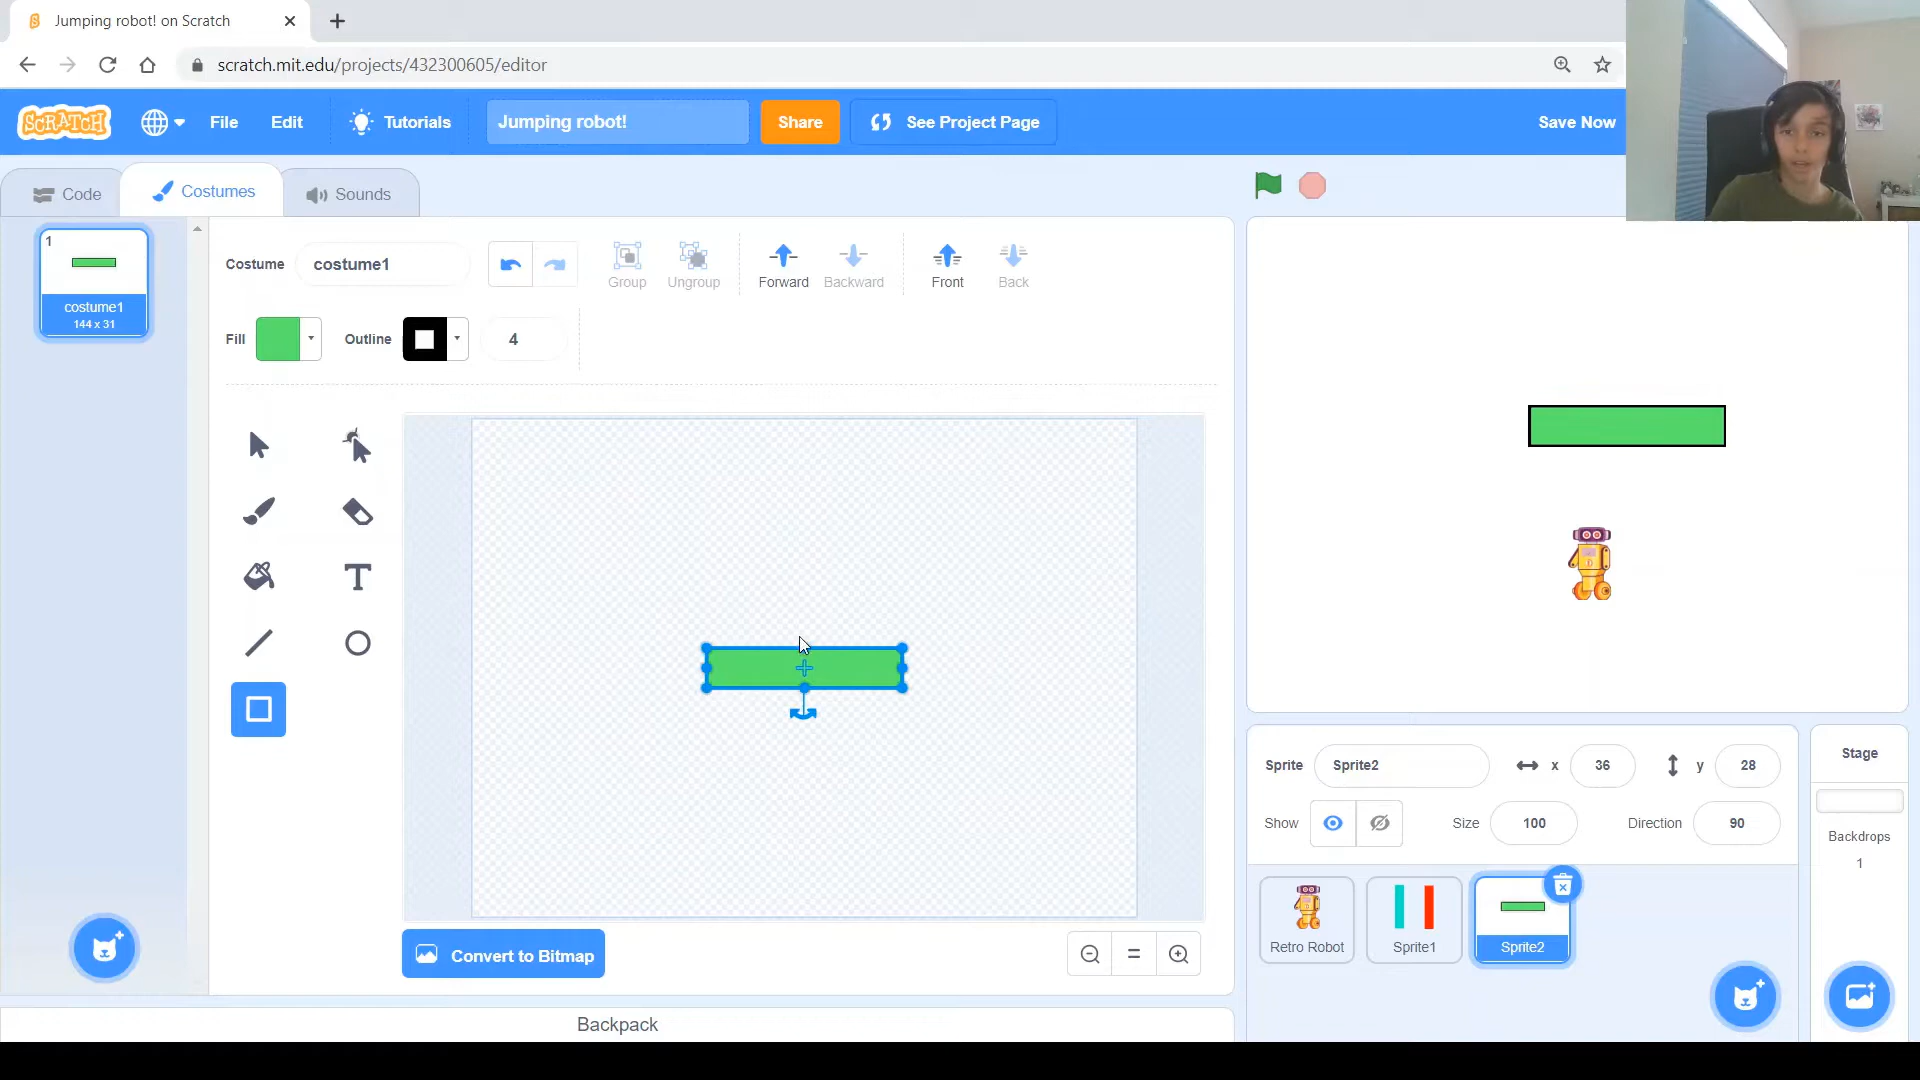 Jumping robot! on Scratch
scratch.mit.edu/projects/432300605/editor
SCRATCH
File
Edit
Tutorials
Jumping robot!
Share
See Project Page
Save Now
Code
Costumes
Sounds
1
costume1
144 x 31
Costume
costume1
Group
Ungroup
Forward
Backward
Front
Back
Fill
Outline
4
T
Convert to Bitmap
Backpack
Sprite
Sprite2
x
36
y
28
Show
Size
100
Direction
90
Retro Robot
Sprite1
Sprite2
Stage
Backdrops
1